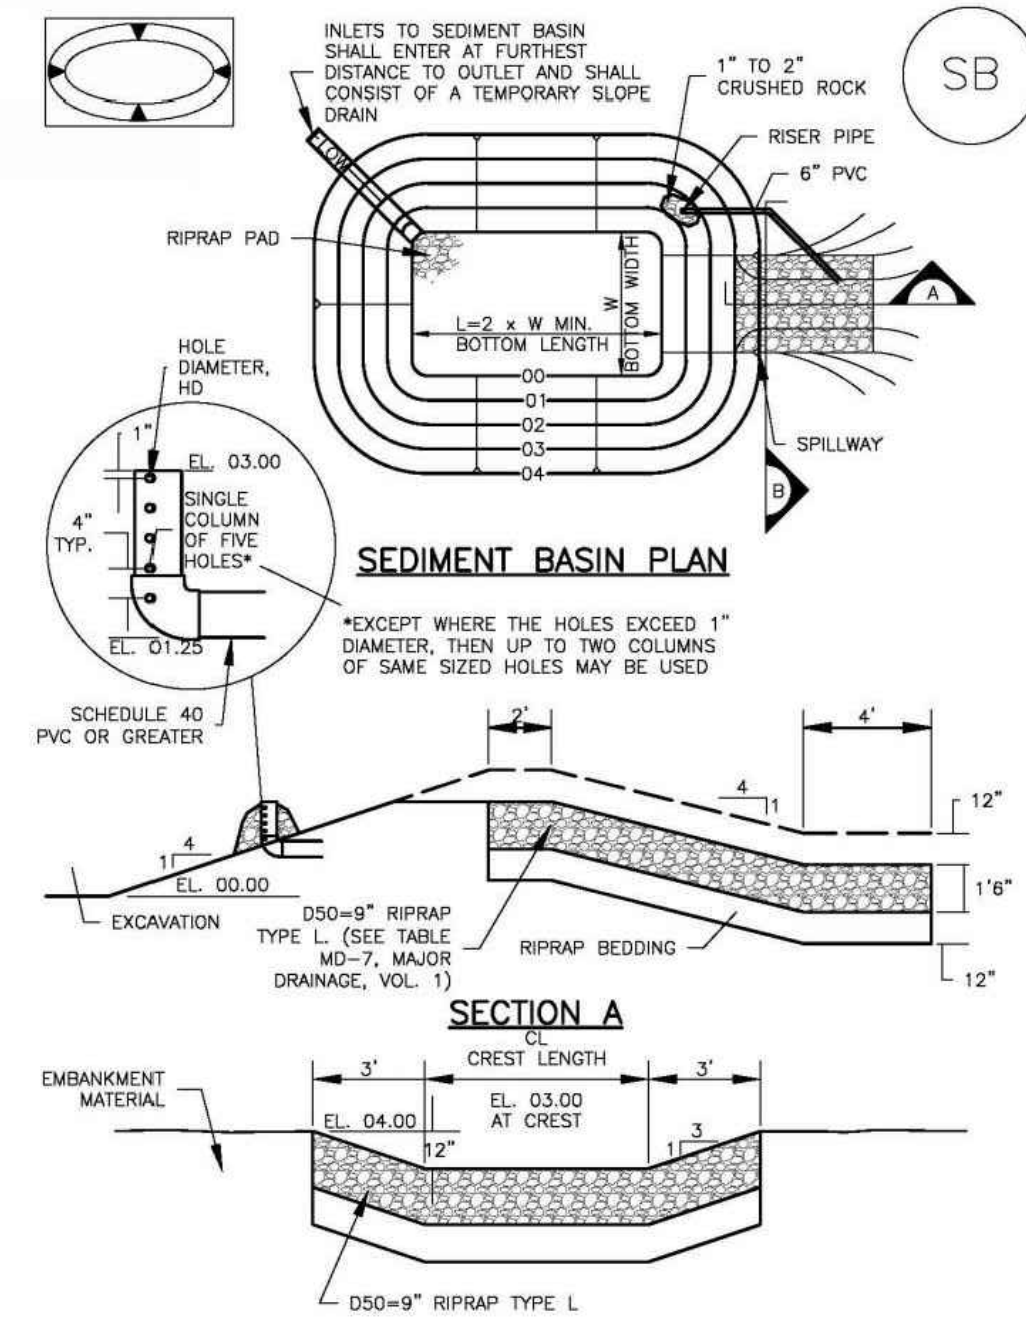 INLETS TO SEDIMENT BASIN
SHALL ENTER AT FURTHEST
DISTANCE TO OUTLET AND SHALL
CONSIST OF A TEMPORARY SLOPE
DRAIN
1" TO 2"
CRUSHED ROCK
SB
RISER PIPE
6" PVC
FLOW
RIPRAP PAD
W
BOTTOM WIDTH
L=2 x W MIN.
BOTTOM LENGTH
00
01
02
03
04
A
SPILLWAY
B
HOLE
DIAMETER,
HD
1"
EL. 03.00
4"
TYP.
SINGLE
COLUMN
OF FIVE
HOLES*
EL. 01.25
SCHEDULE 40
PVC OR GREATER
SEDIMENT BASIN PLAN
*EXCEPT WHERE THE HOLES EXCEED 1"
DIAMETER, THEN UP TO TWO COLUMNS
OF SAME SIZED HOLES MAY BE USED
2'
4'
4
1
12"
4
1
EL. 00.00
EXCAVATION
1'6"
D50=9" RIPRAP
TYPE L. (SEE TABLE
MD-7, MAJOR
DRAINAGE, VOL. 1)
RIPRAP BEDDING
12"
SECTION A
CL
CREST LENGTH
3'
3'
EMBANKMENT
MATERIAL
EL. 04.00
EL. 03.00
AT CREST
12"
3
1
D50=9" RIPRAP TYPE L